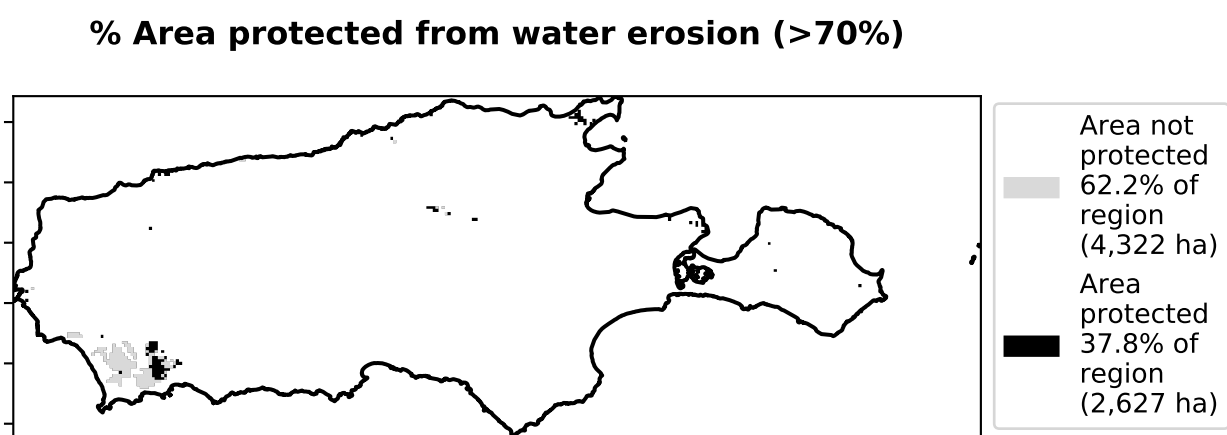 % Area protected from water erosion (>70%)
Area not
protected
62.2% of
region
(4,322 ha)
Area
protected
37.8% of
region
(2,627 ha)